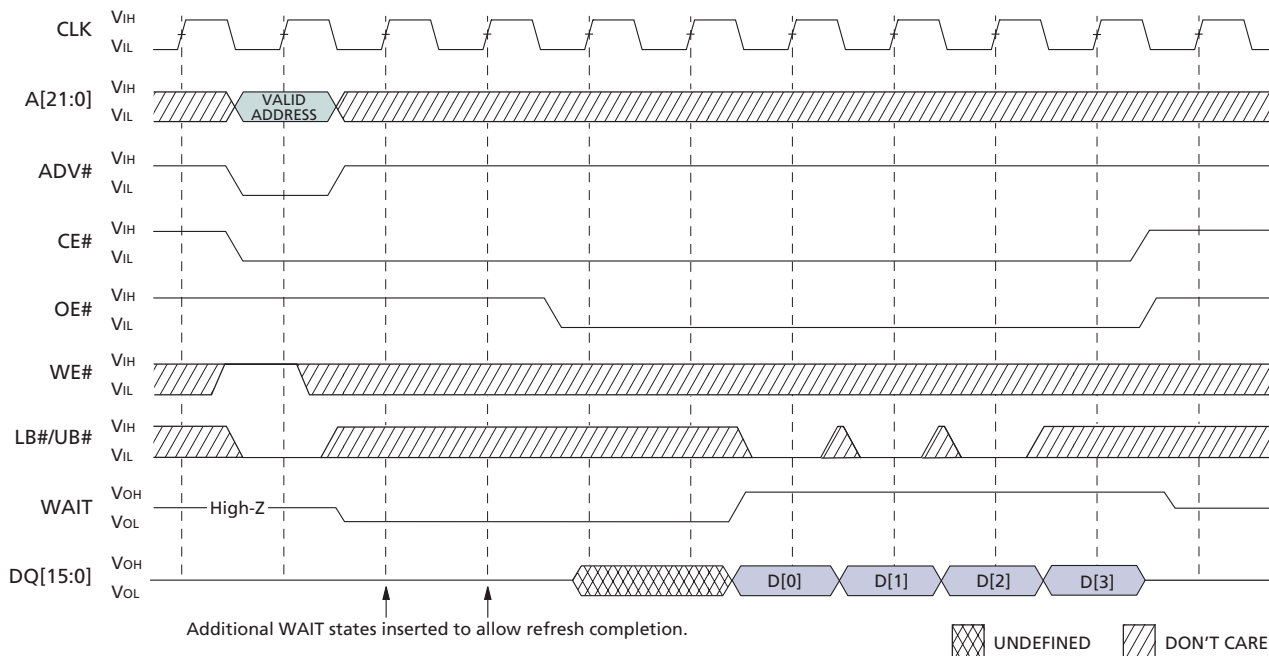 CLK VIH
VIL
A[21:0] VIH
VIL
VALID
ADDRESS
ADV# VIH
VIL
CE# VIH
VIL
OE# VIH
VIL
WE# VIH
VIL
LB#/UB# VIH
VIL
WAIT VOH
VOL
High-Z
DQ[15:0] VOH
VOL
D[0] D[1] D[2] D[3]
Additional WAIT states inserted to allow refresh completion.
UNDEFINED DON'T CARE